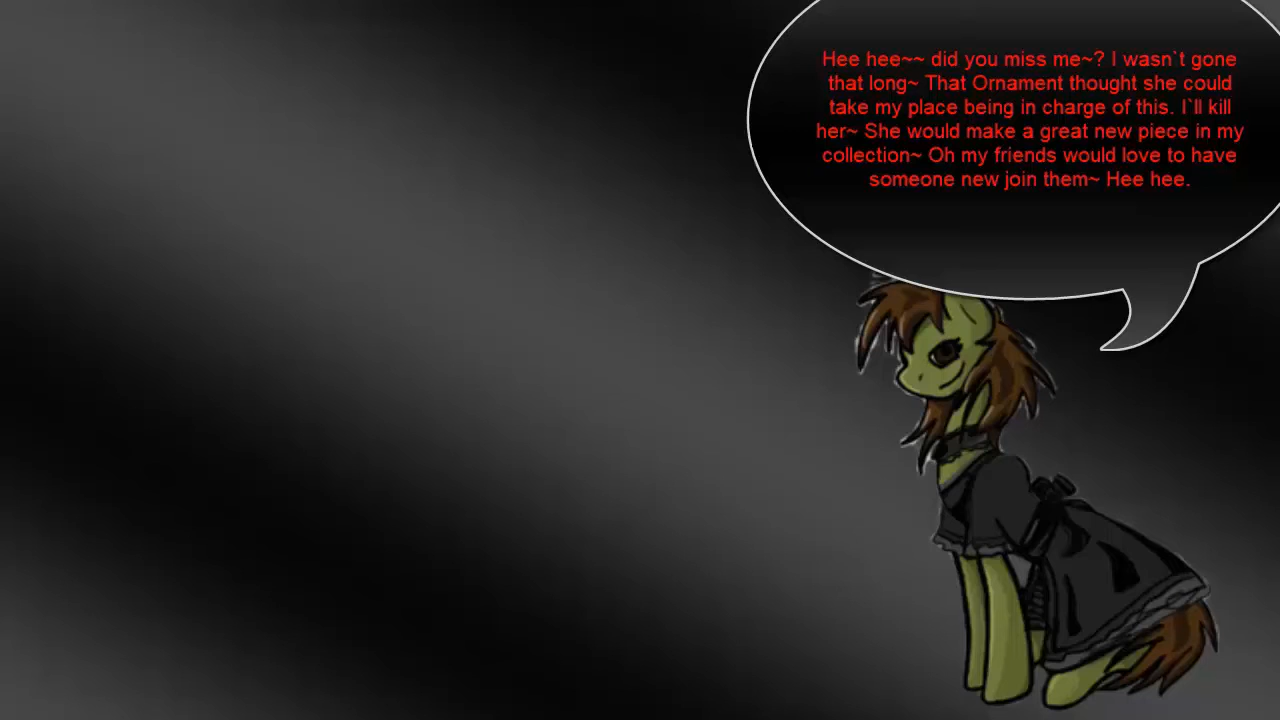 Hee hee~~ did you miss me~? I wasn`t gone
that long~ That Ornament thought she could
take my place being in charge of this. I`ll kill
her~ She would make a great new piece in my
collection~ Oh my friends would love to have
someone new join them~ Hee hee.